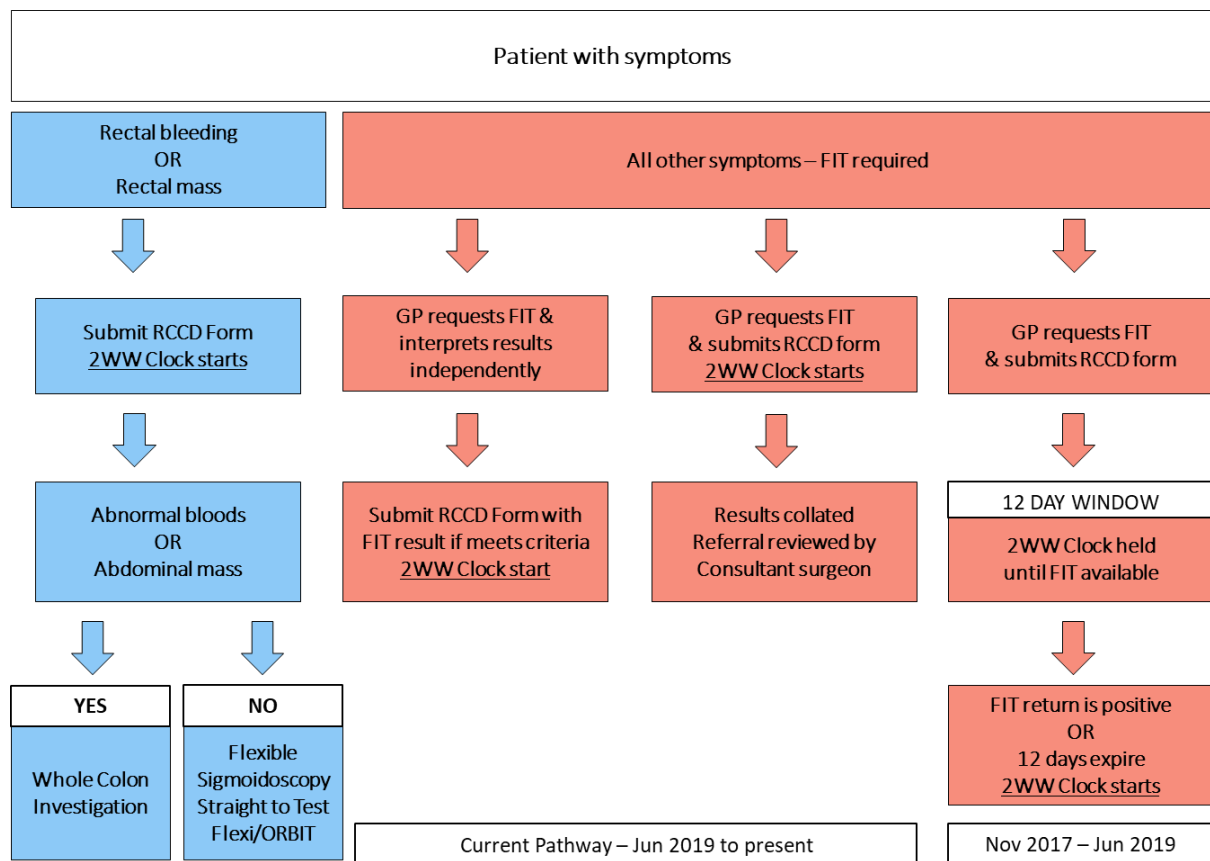 Patient with symptoms
Rectal bleeding
OR
Rectal mass
All other symptoms – FIT required
Submit RCCD Form
2WW Clock starts
GP requests FIT &
interprets results
independently
GP requests FIT
& submits RCCD form
2WW Clock starts
GP requests FIT
& submits RCCD form
Abnormal bloods
OR
Abdominal mass
Submit RCCD Form with
FIT result if meets criteria
2WW Clock start
Results collated
Referral reviewed by
Consultant surgeon
12 DAY WINDOW
2WW Clock held
until FIT available
YES
Whole Colon
Investigation
NO
Flexible
Sigmoidoscopy
Straight to Test
Flexi/ORBIT
FIT return is positive
OR
12 days expire
2WW Clock starts
Current Pathway – Jun 2019 to present
Nov 2017 – Jun 2019